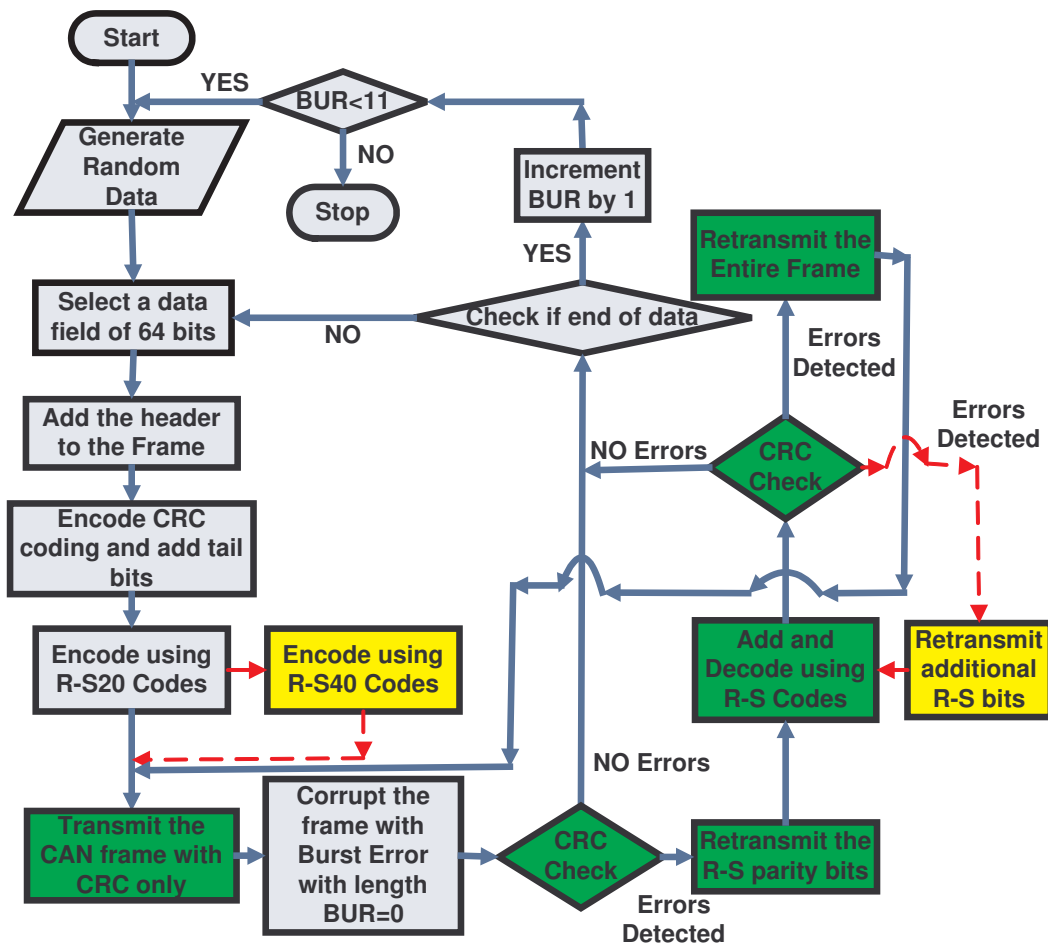 Start
YES
BUR<11
NO
Stop
Generate
Random
Data
Increment
BUR by 1
YES
Retransmit the
Entire Frame
Select a data
field of 64 bits
NO
Check if end of data
Errors
Detected
Add the header
to the Frame
NO Errors
CRC
Check
Errors
Detected
Encode CRC
coding and add tail
bits
Encode using
R-S20 Codes
Encode using
R-S40 Codes
Add and
Decode using
R-S Codes
Retransmit
additional
R-S bits
NO Errors
Transmit the
CAN frame with
CRC only
Corrupt the
frame with
Burst Error
with length
BUR=0
CRC
Check
Retransmit the
R-S parity bits
Errors
Detected